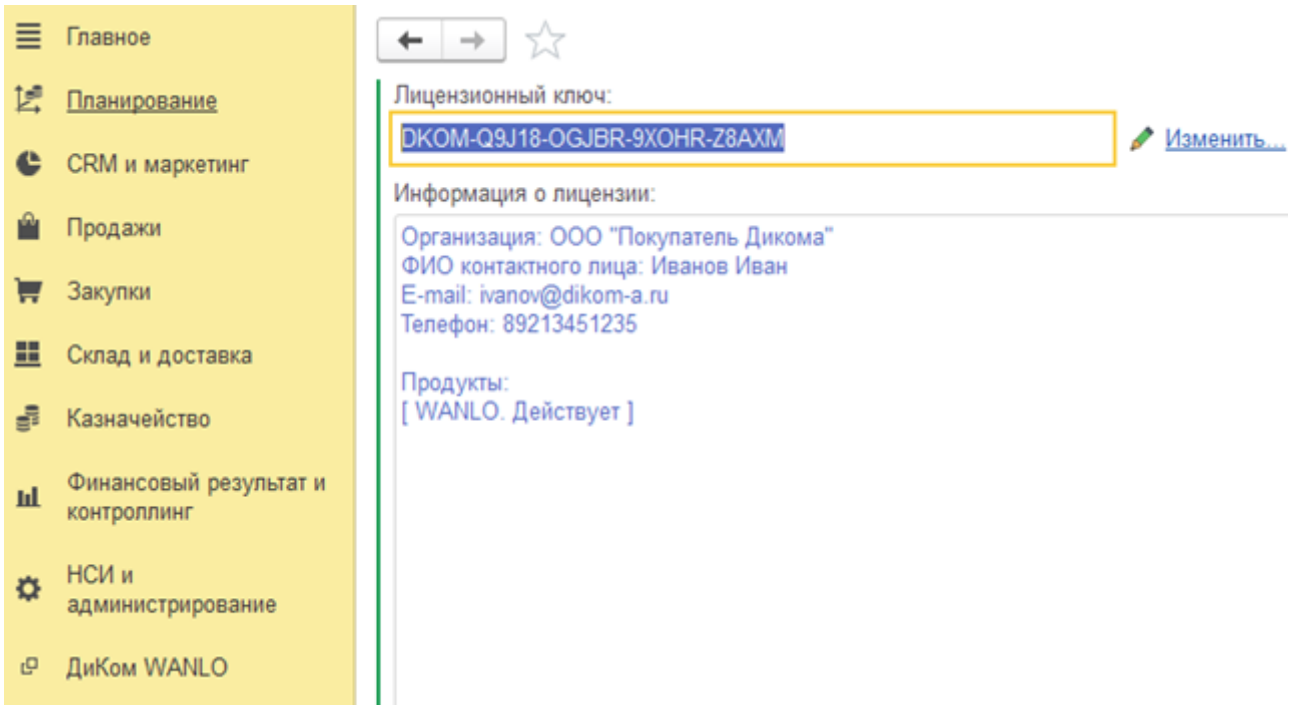 Главное
Планирование
CRM и маркетинг
Продажи
Закупки
Склад и доставка
Казначейство
Финансовый результат и
контроллинг
НСИ и
администрирование
ДиКом WANLO
Лицензионный ключ:
DKOM-Q9J18-OGJBR-9XOHR-Z8AXM
Изменить...
Информация о лицензии:
Организация: ООО "Покупатель Дикома"
ФИО контактного лица: Иванов Иван
E-mail: ivanov@dikom-a.ru
Телефон: 89213451235
Продукты:
[ WANLO. Действует ]